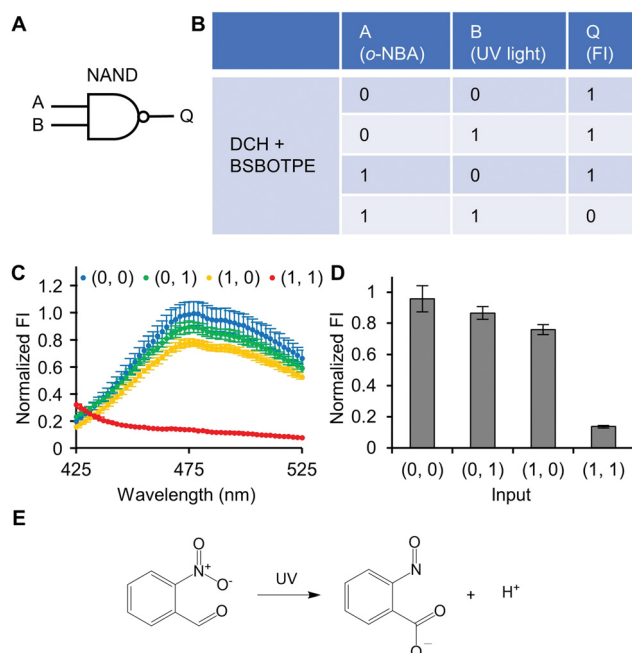 A
NAND
A
B
Q
B
A
(o-NBA)
B
(UV light)
Q
(FI)
DCH +
BSBOTPE
0 0 1
0 1 1
1 0 1
1 1 0
C
(0, 0) (0, 1) (1, 0) (1, 1)
Normalized FI
1.2
1.0
0.8
0.6
0.4
0.2
0
425 475 525
Wavelength (nm)
D
Normalized FI
1
0.8
0.6
0.4
0.2
0
(0, 0) (0, 1) (1, 0) (1, 1)
Input
E
O
N+
O-
O
UV
O
N
O
O−
+ H+